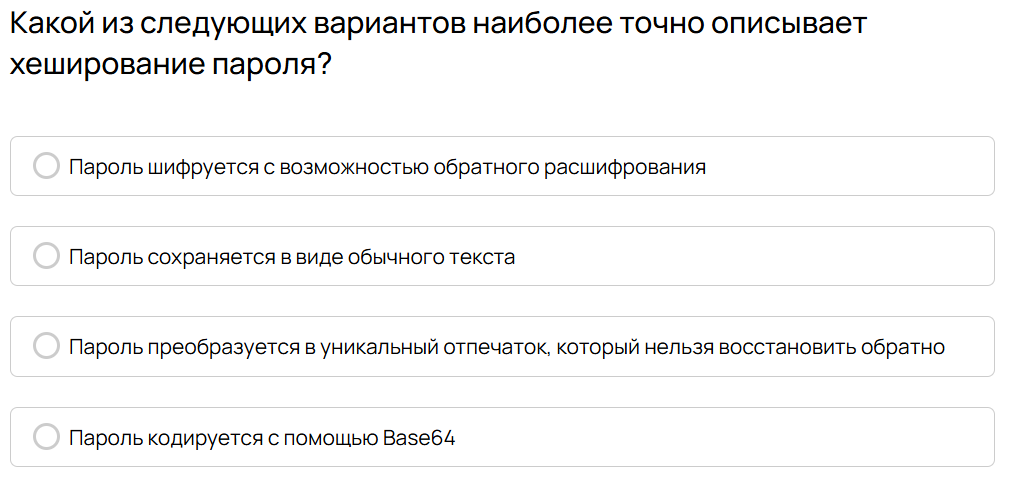 Какой из следующих вариантов наиболее точно описывает
хеширование пароля?
Пароль шифруется с возможностью обратного расшифрования
Пароль сохраняется в виде обычного текста
Пароль преобразуется в уникальный отпечаток, который нельзя восстановить обратно
Пароль кодируется с помощью Base64